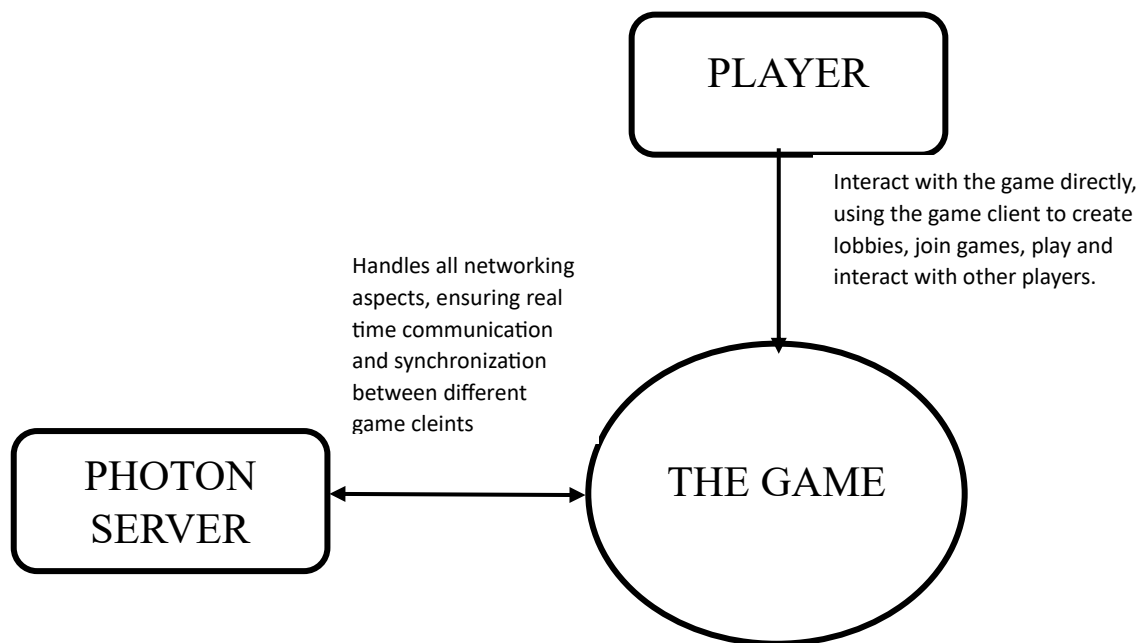 PLAYER
Interact with the game directly,
using the game client to create
lobbies, join games, play and
interact with other players.
Handles all networking
aspects, ensuring real
time communication
and synchronization
between different
game cleints
PHOTON
SERVER
THE GAME